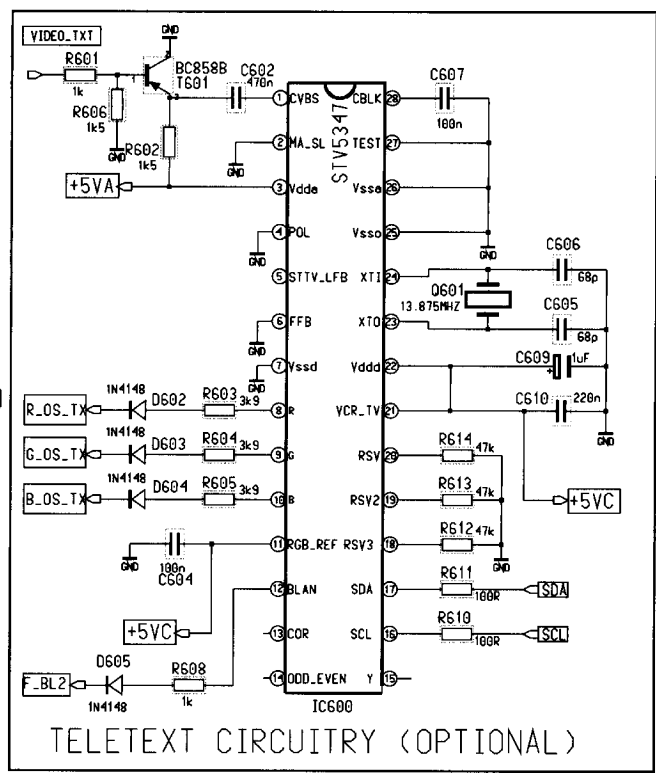 VIDEO_TXT
GND
R601
1k
BC858B
T601
1
2
3
C602
470n
R606
1k5
GND
R602
1k5
+5VA
GND
GND
GND
GND
R_OS_TX
1N4148
D602
R603
3k9
G_OS_TX
1N4148
D603
R604
3k9
B_OS_TX
1N4148
D604
R605
3k9
GND
100n
C604
+5VC
F_BL2
D605
1N4148
R608
1k
STV5347
1 CVBS
2 MA_SL
3 Vdda
4 POL
5 STTV_LFB
6 FFB
7 Vssd
8 R
9 G
10 B
11 RGB_REF
12 BLAN
13 COR
14 ODD_EVEN
CBLK 28
TEST 27
Vssa 26
Vsso 25
XTI 24
XTO 23
Vddd 22
VCR_TV 21
RSV 20
RSV2 19
RSV3 18
SDA 17
SCL 16
Y 15
IC600
C607
100n
GND
C606
68p
Q601
13.875MHZ
C605
68p
C609
+
1uF
C610
220n
GND
+5VC
R614
47k
R613
47k
R612
47k
GND
R611
100R
SDA
R610
100R
SCL
TELETEXT CIRCUITRY (OPTIONAL)